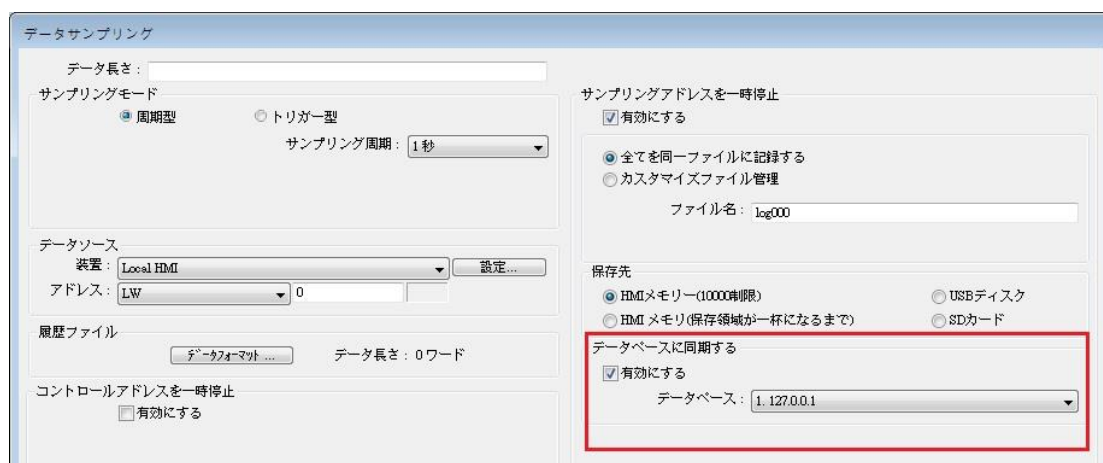 データサンプリング
データ長さ：
サンプリングモード
周期型 トリガー型
サンプリング周期： 1秒
データソース
装置： Local HMI 設定...
アドレス： LW 0
履歴ファイル
データフォーマット ... データ長さ：0ワード
コントロールアドレスを一時停止
有効にする
サンプリングアドレスを一時停止
有効にする
全てを同一ファイルに記録する
カスタマイズファイル管理
ファイル名： log000
保存先
HMIメモリー(10000制限) USBディスク
HMI メモリ(保存領域が一杯になるまで) SDカード
データベースに同期する
有効にする
データベース： 1. 127.0.0.1